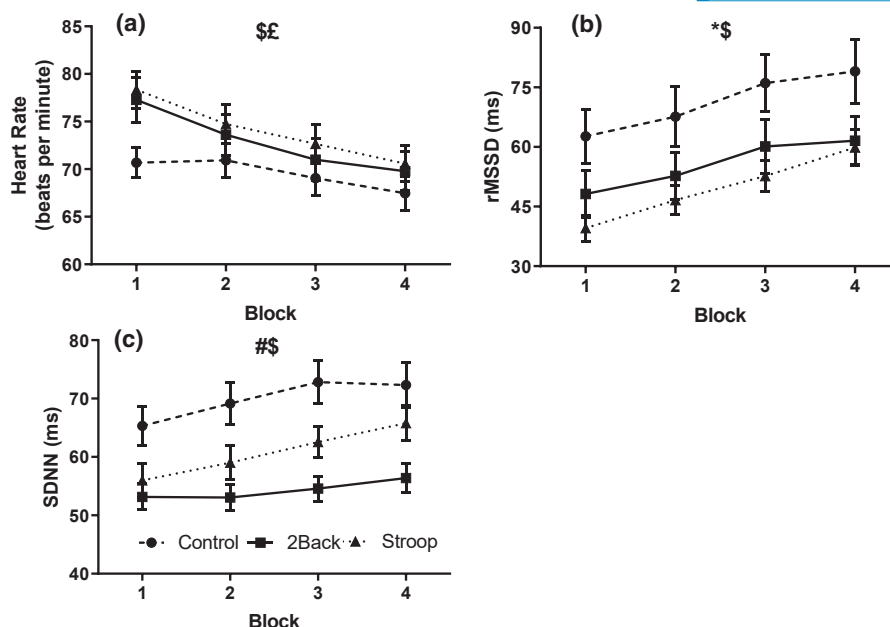 (a)
$£
85
80
75
70
65
60
Heart Rate
(beats per minute)
1 2 3 4
Block
(b)
*$
90
75
60
45
30
rMSSD (ms)
1 2 3 4
Block
(c)
#$
80
70
60
50
40
SDNN (ms)
Control 2Back Stroop
1 2 3 4
Block